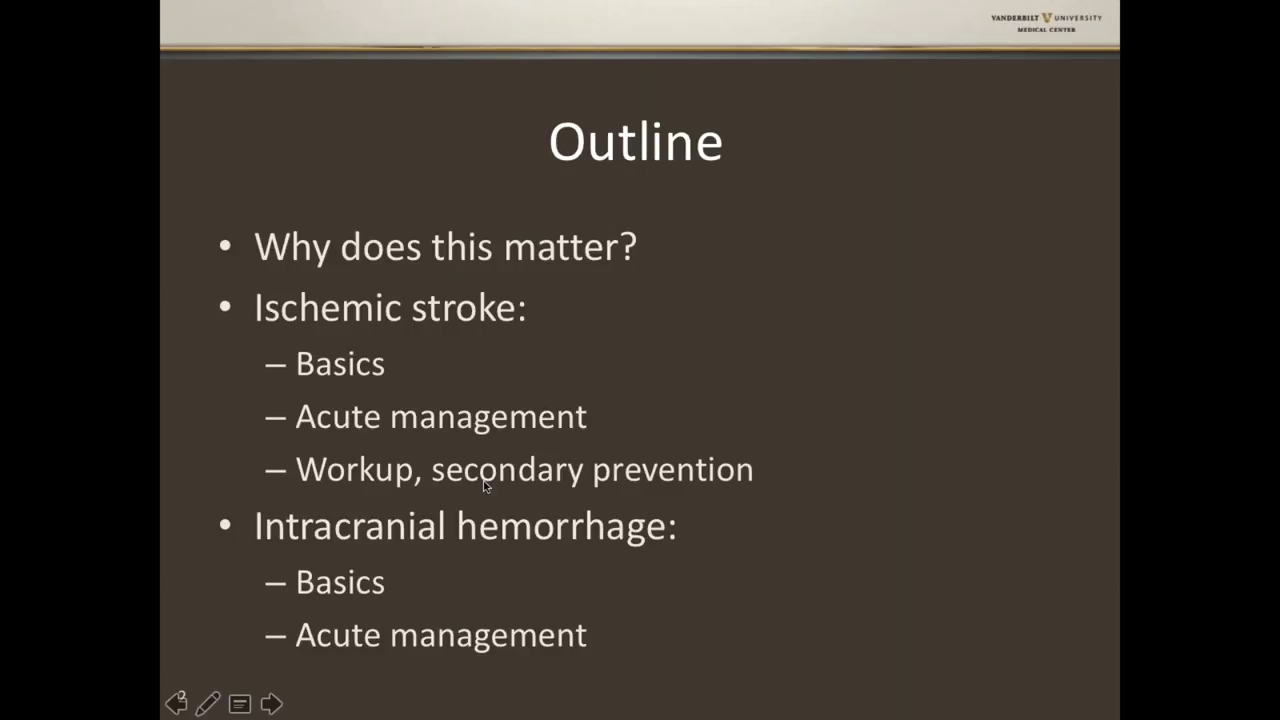 VANDERBILT V UNIVERSITY
MEDICAL CENTER
Outline
• Why does this matter?
• Ischemic stroke:
– Basics
– Acute management
– Workup, secondary prevention
• Intracranial hemorrhage:
– Basics
– Acute management
2